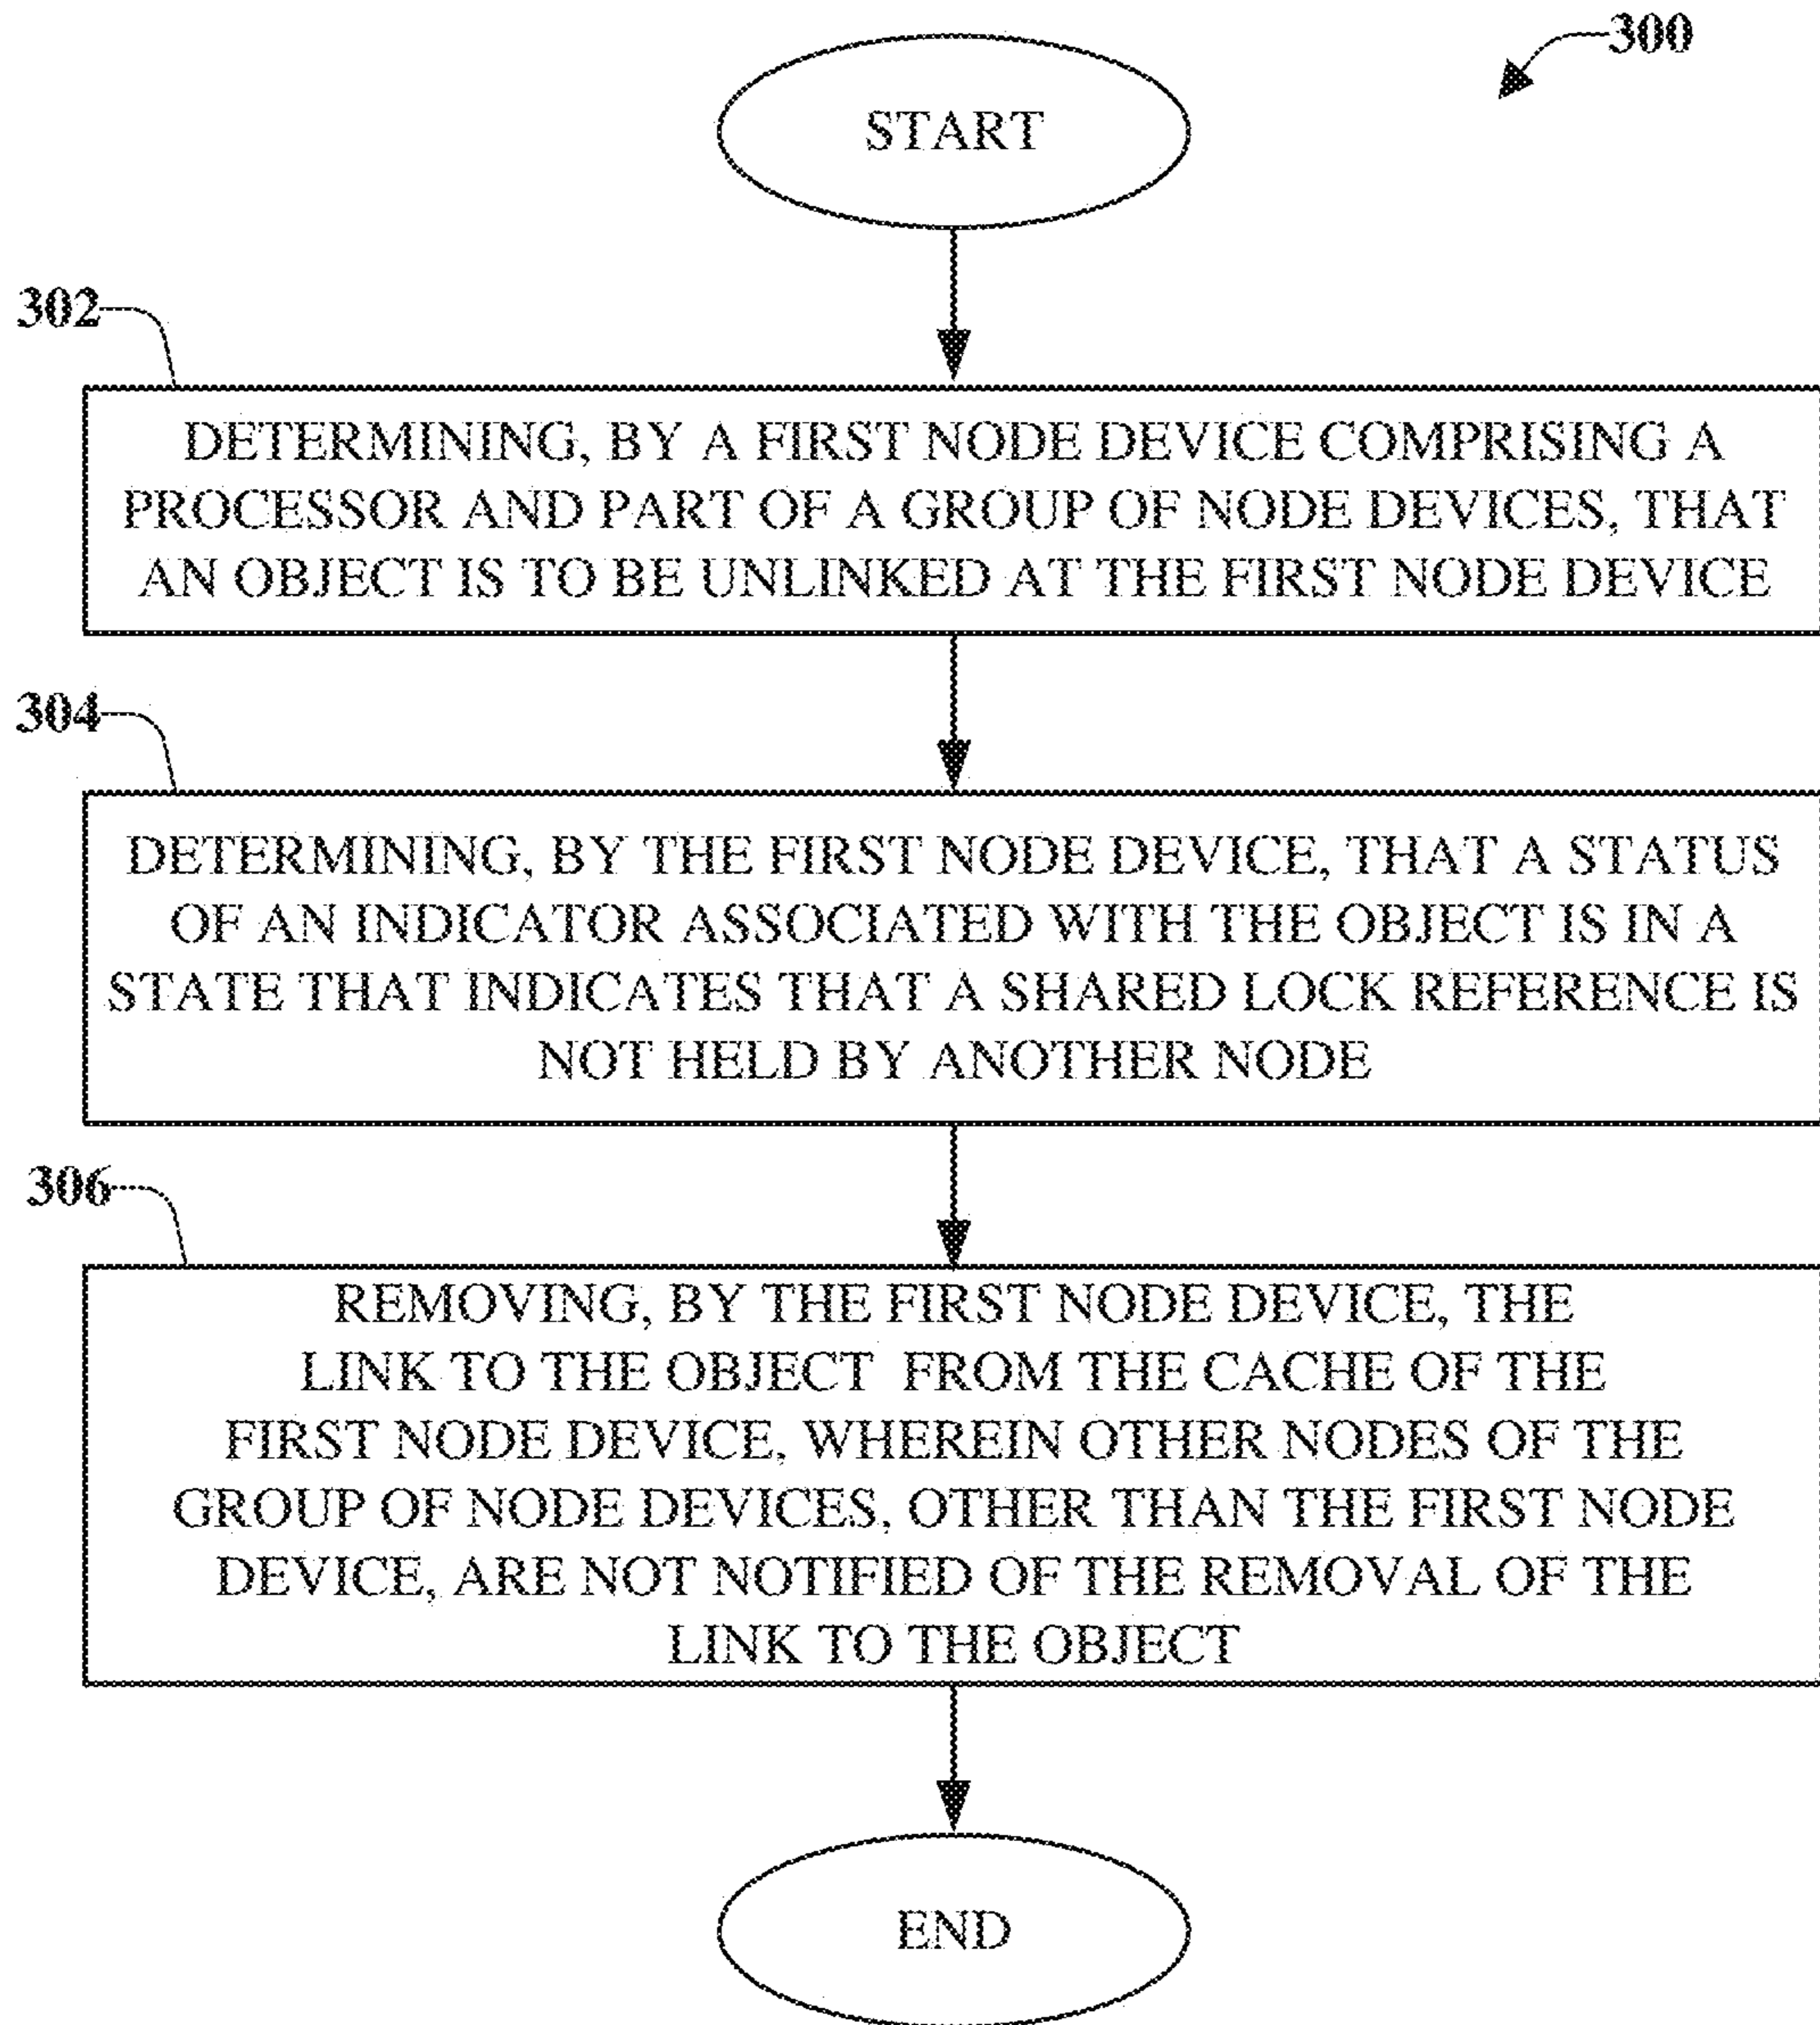 300
START
302
DETERMINING, BY A FIRST NODE DEVICE COMPRISING A
PROCESSOR AND PART OF A GROUP OF NODE DEVICES, THAT
AN OBJECT IS TO BE UNLINKED AT THE FIRST NODE DEVICE
304
DETERMINING, BY THE FIRST NODE DEVICE, THAT A STATUS
OF AN INDICATOR ASSOCIATED WITH THE OBJECT IS IN A
STATE THAT INDICATES THAT A SHARED LOCK REFERENCE IS
NOT HELD BY ANOTHER NODE
306
REMOVING, BY THE FIRST NODE DEVICE, THE
LINK TO THE OBJECT FROM THE CACHE OF THE
FIRST NODE DEVICE, WHEREIN OTHER NODES OF THE
GROUP OF NODE DEVICES, OTHER THAN THE FIRST NODE
DEVICE, ARE NOT NOTIFIED OF THE REMOVAL OF THE
LINK TO THE OBJECT
END